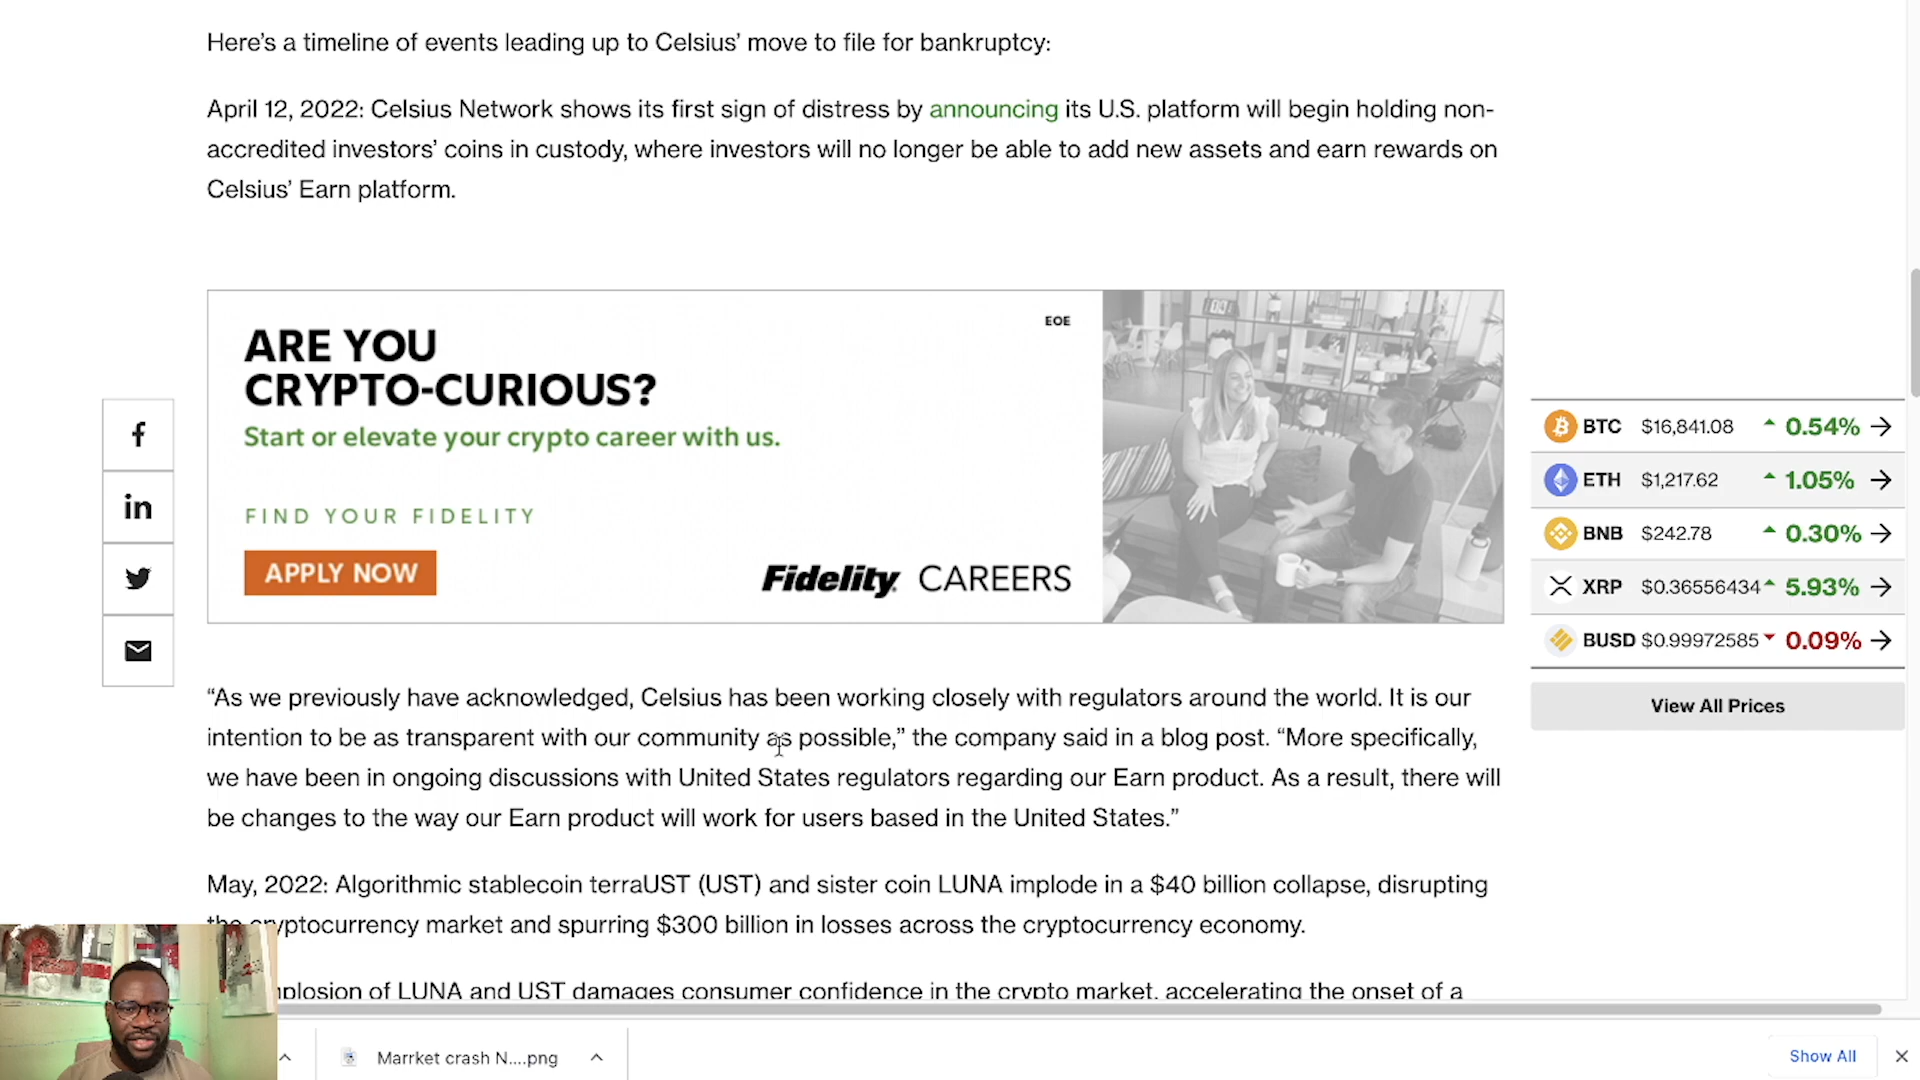 Here's a timeline of events leading up to Celsius' move to file for bankruptcy:
April 12, 2022: Celsius Network shows its first sign of distress by announcing its U.S. platform will begin holding non-
accredited investors' coins in custody, where investors will no longer be able to add new assets and earn rewards on
Celsius' Earn platform.
ARE YOU
CRYPTO-CURIOUS?
EOE
Start or elevate your crypto career with us.
FIND YOUR FIDELITY
APPLY NOW
Fidelity CAREERS
BTC $16,841.08 0.54%
ETH $1,217.62 1.05%
BNB $242.78 0.30%
XRP $0.36556434 5.93%
BUSD $0.99972585 0.09%
View All Prices
“As we previously have acknowledged, Celsius has been working closely with regulators around the world. It is our
intention to be as transparent with our community as possible,” the company said in a blog post. “More specifically,
we have been in ongoing discussions with United States regulators regarding our Earn product. As a result, there will
be changes to the way our Earn product will work for users based in the United States.”
May, 2022: Algorithmic stablecoin terraUST (UST) and sister coin LUNA implode in a $40 billion collapse, disrupting
the cryptocurrency market and spurring $300 billion in losses across the cryptocurrency economy.
of LUNA and UST damages consumer confidence in the crypto market, accelerating the onset of a
Marrket crash N....png
Show All